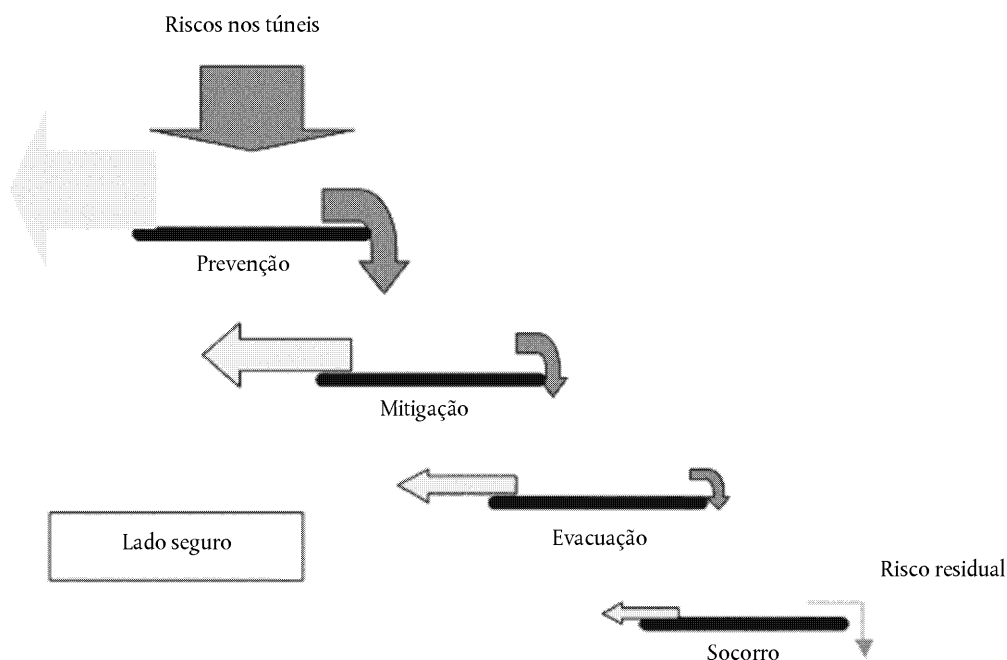 Riscos nos túneis
Prevenção
Mitigação
Evacuação
Lado seguro
Risco residual
Socorro